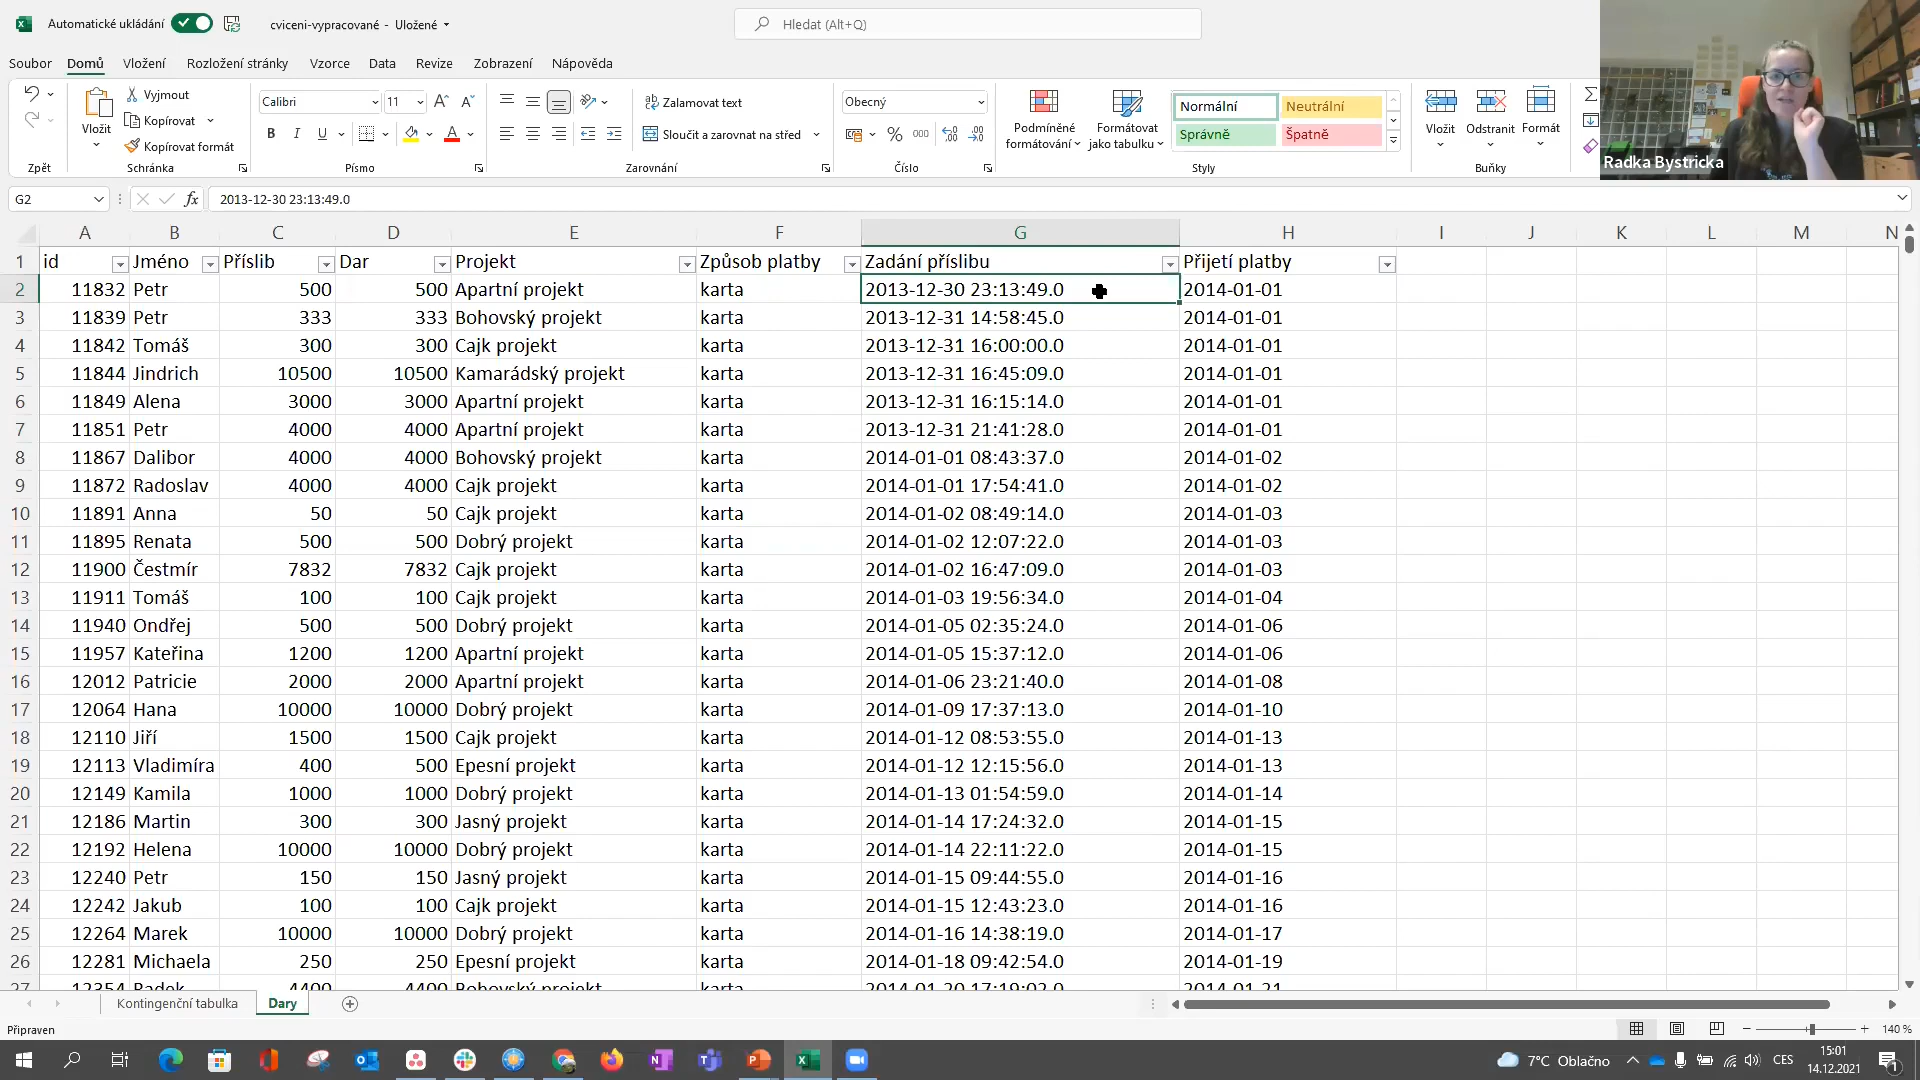 Automatické ukládání
cviceni-vypracované - Uložené
Hledat (Alt+Q)
Soubor Domů Vložení Rozložení stránky Vzorce Data Revize Zobrazení Nápověda
Vložit Vyjmout Kopírovat Kopírovat formát
Calibri 11
Zalamovat text
Sloučit a zarovnat na střed
Obecný
Podmíněné formátování
Formátovat jako tabulku
Normální Neutrální
Správně Špatně
Vložit Odstranit Formát
Zpět Schránka Písmo Zarovnání Číslo Styly Buňky
Radka Bystricka
G2 fx 2013-12-30 23:13:49.0
A B C D E F G H I J K L M N
1 id Jméno Příslib Dar Projekt Způsob platby Zadání příslibu Přijetí platby
2 11832 Petr 500 500 Apartní projekt karta 2013-12-30 23:13:49.0 2014-01-01
3 11839 Petr 333 333 Bohovský projekt karta 2013-12-31 14:58:45.0 2014-01-01
4 11842 Tomáš 300 300 Cajk projekt karta 2013-12-31 16:00:00.0 2014-01-01
5 11844 Jindrich 10500 10500 Kamarádský projekt karta 2013-12-31 16:45:09.0 2014-01-01
6 11849 Alena 3000 3000 Apartní projekt karta 2013-12-31 16:15:14.0 2014-01-01
7 11851 Petr 4000 4000 Apartní projekt karta 2013-12-31 21:41:28.0 2014-01-01
8 11867 Dalibor 4000 4000 Bohovský projekt karta 2014-01-01 08:43:37.0 2014-01-02
9 11872 Radoslav 4000 4000 Cajk projekt karta 2014-01-01 17:54:41.0 2014-01-02
10 11891 Anna 50 50 Cajk projekt karta 2014-01-02 08:49:14.0 2014-01-03
11 11895 Renata 500 500 Dobrý projekt karta 2014-01-02 12:07:22.0 2014-01-03
12 11900 Čestmír 7832 7832 Cajk projekt karta 2014-01-02 16:47:09.0 2014-01-03
13 11911 Tomáš 100 100 Cajk projekt karta 2014-01-03 19:56:34.0 2014-01-04
14 11940 Ondřej 500 500 Dobrý projekt karta 2014-01-05 02:35:24.0 2014-01-06
15 11957 Kateřina 1200 1200 Apartní projekt karta 2014-01-05 15:37:12.0 2014-01-06
16 12012 Patricie 2000 2000 Apartní projekt karta 2014-01-06 23:21:40.0 2014-01-08
17 12064 Hana 10000 10000 Dobrý projekt karta 2014-01-09 17:37:13.0 2014-01-10
18 12110 Jiří 1500 1500 Cajk projekt karta 2014-01-12 08:53:55.0 2014-01-13
19 12113 Vladimíra 400 500 Epesní projekt karta 2014-01-12 12:15:56.0 2014-01-13
20 12149 Kamila 1000 1000 Dobrý projekt karta 2014-01-13 01:54:59.0 2014-01-14
21 12186 Martin 300 300 Jasný projekt karta 2014-01-14 17:24:32.0 2014-01-15
22 12192 Helena 10000 10000 Dobrý projekt karta 2014-01-14 22:11:22.0 2014-01-15
23 12240 Petr 150 150 Jasný projekt karta 2014-01-15 09:44:55.0 2014-01-16
24 12242 Jakub 100 100 Cajk projekt karta 2014-01-15 12:43:23.0 2014-01-16
25 12264 Marek 10000 10000 Dobrý projekt karta 2014-01-16 14:38:19.0 2014-01-17
26 12281 Michaela 250 250 Epesní projekt karta 2014-01-18 09:42:54.0 2014-01-19
27 12354 Radek 4400 4400 Bohovský projekt karta 2014-01-20 17:19:02.0 2014-01-21
Kontingenční tabulka Dary
Připraven
140 %
7°C Oblačno CES 15:01
14.12.2021